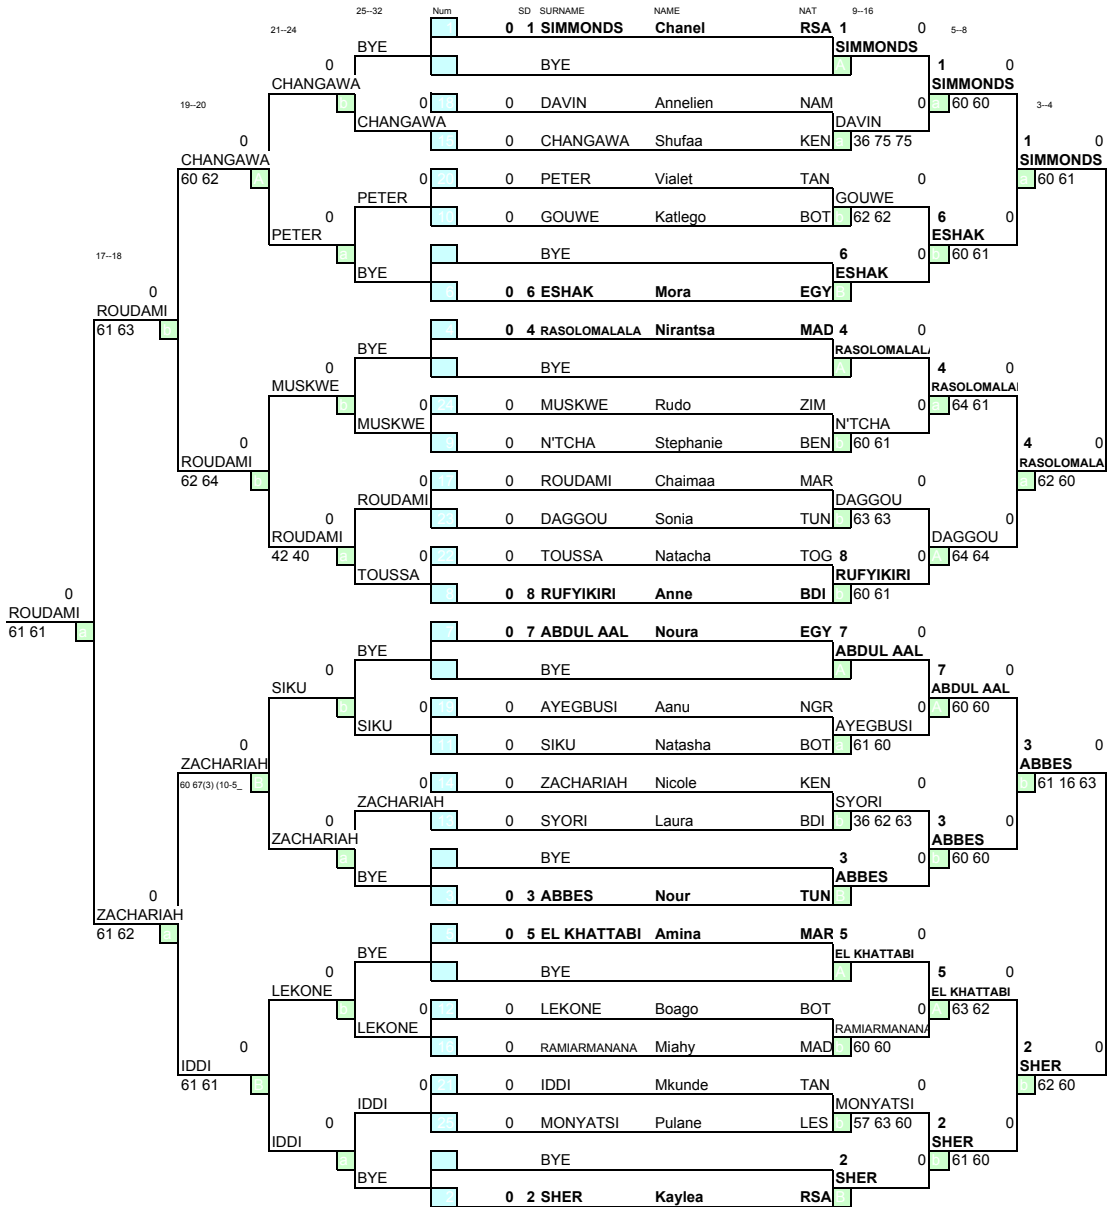 25--32 Num SD SURNAME NAME NAT 9--16
21--24 0 1 SIMMONDS Chanel RSA 1 0 5--8
BYE SIMMONDS
0 BYE A 1 0
CHANGAWA SIMMONDS
19--20 b 0 0 DAVIN Annelien NAM 0 a 60 60 3--4
CHANGAWA DAVIN
0 0 CHANGAWA Shufaa KEN 36 75 75 1 0
CHANGAWA SIMMONDS
60 62 A 0 0 PETER Vialet TAN 0 a 60 61
PETER GOUWE
0 0 GOUWE Katlego BOT b 62 62 6 0
PETER ESHAK
17--18 a BYE 6 0 b 60 61
BYE ESHAK
0 0 6 ESHAK Mora EGY B
ROUDAMI
61 63 b 0 4 RASOLOMALALA Nirantsa MAD 4 0
BYE RASOLOMALALA
0 BYE A 4 0
MUSKWE RASOLOMALA
b 0 0 MUSKWE Rudo ZIM 0 a 64 61
MUSKWE N'TCHA
0 0 N'TCHA Stephanie BEN b 60 61 4 0
ROUDAMI RASOLOMALA
62 64 b 0 0 ROUDAMI Chaimaa MAR 0 a 62 60
ROUDAMI DAGGOU
0 0 DAGGOU Sonia TUN b 63 63 0
ROUDAMI DAGGOU
42 40 a 0 TOUSSA Natacha TOG 8 0 A 64 64
TOUSSA RUFYIKIRI
0 0 8 RUFYIKIRI Anne BDI b 60 61
ROUDAMI
61 61 a 0 7 ABDUL AAL Noura EGY 7 0
BYE ABDUL AAL
0 BYE A 7 0
SIKU ABDUL AAL
b 0 0 AYEGBUSI Aanu NGR 0 A 60 60
SIKU AYEGBUSI
0 0 SIKU Natasha BOT a 61 60 3 0
ZACHARIAH ABBES
60 67(3) (10-5_ B 0 0 ZACHARIAH Nicole KEN 0 b 61 16 63
ZACHARIAH SYORI
0 0 SYORI Laura BDI b 36 62 63 3 0
ZACHARIAH ABBES
a BYE 3 0 b 60 60
BYE ABBES
0 0 3 ABBES Nour TUN B
ZACHARIAH
61 62 a 0 5 EL KHATTABI Amina MAR 5 0
BYE EL KHATTABI
0 BYE A 5 0
LEKONE EL KHATTABI
b 0 0 LEKONE Boago BOT 0 A 63 62
LEKONE RAMIARMANANA
0 0 RAMIARMANANA Miahy MAD b 60 60 2 0
IDDI SHER
61 61 B 0 0 IDDI Mkunde TAN 0 b 62 60
IDDI MONYATSI
0 0 MONYATSI Pulane LES b 57 63 60 2 0
IDDI SHER
a BYE 2 0 b 61 60
BYE SHER
0 2 SHER Kaylea RSA B